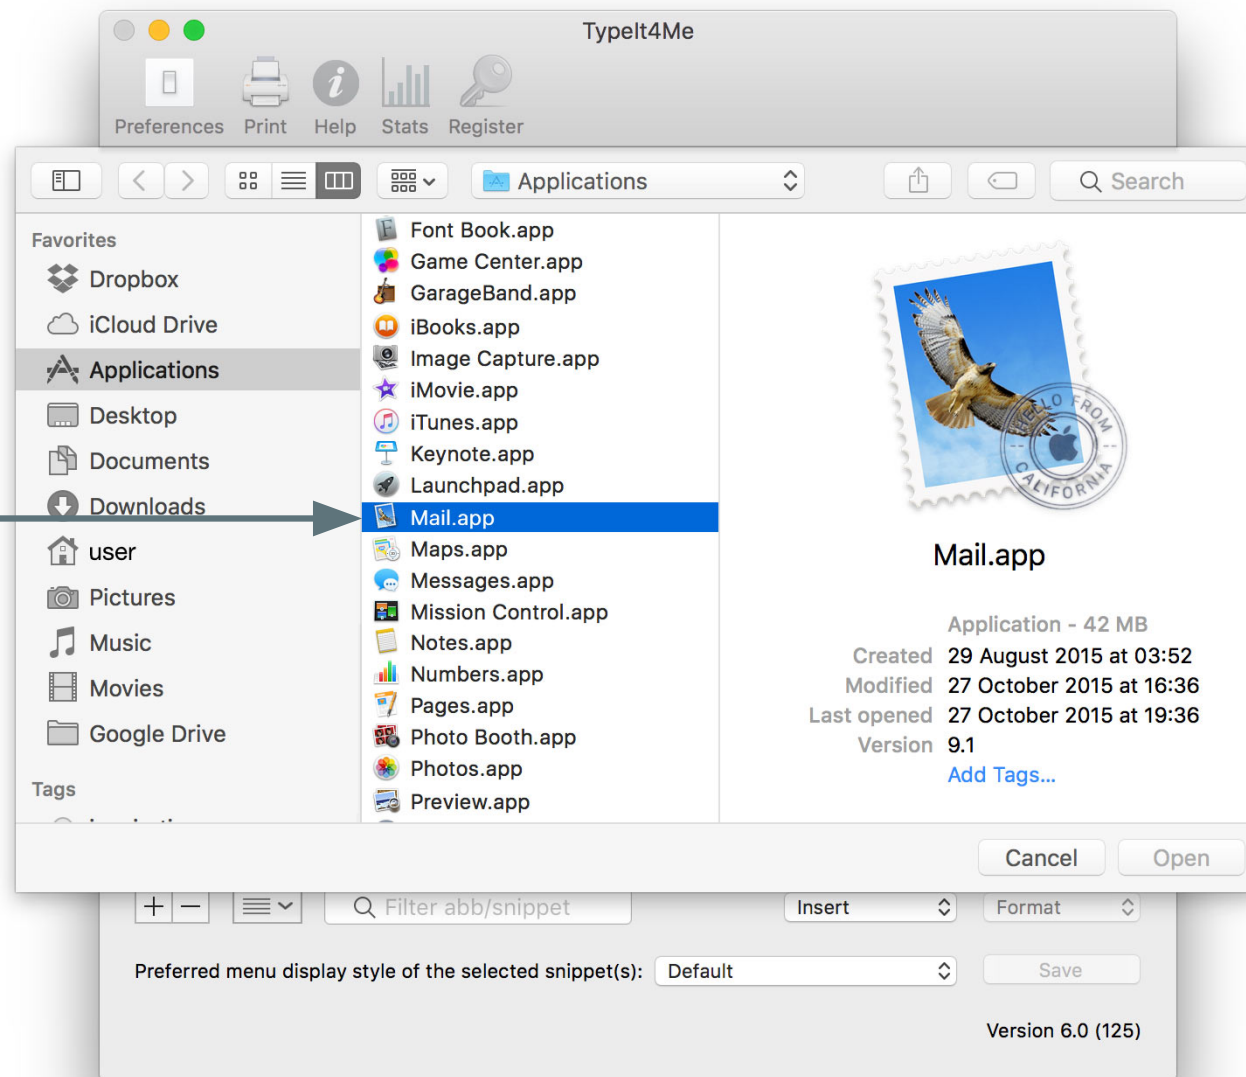 TypeIt4Me
Preferences Print Help Stats Register
Applications
Search
Favorites
Dropbox
iCloud Drive
Applications
Desktop
Documents
Downloads
user
Pictures
Music
Movies
Google Drive
Tags
Font Book.app
Game Center.app
GarageBand.app
iBooks.app
Image Capture.app
iMovie.app
iTunes.app
Keynote.app
Launchpad.app
Mail.app
Maps.app
Messages.app
Mission Control.app
Notes.app
Numbers.app
Pages.app
Photo Booth.app
Photos.app
Preview.app
HELLO FROM
CALIFORNIA
Mail.app
Application - 42 MB
Created 29 August 2015 at 03:52
Modified 27 October 2015 at 16:36
Last opened 27 October 2015 at 19:36
Version 9.1
Add Tags...
Cancel Open
Filter abb/snippet
Insert
Format
Preferred menu display style of the selected snippet(s): Default
Save
Version 6.0 (125)